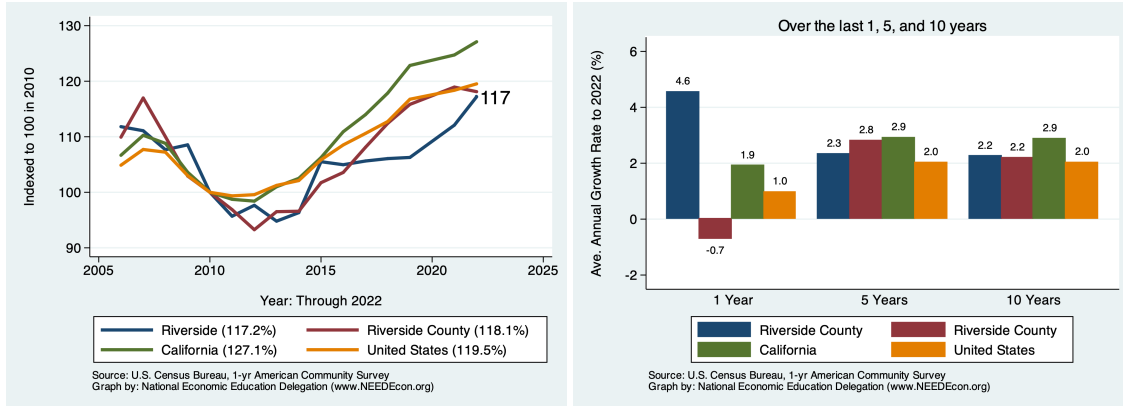 130
120
110
100
90
Indexed to 100 in 2010
117
2005
2010
2015
2020
2025
Year: Through 2022
Riverside (117.2%)
Riverside County (118.1%)
California (127.1%)
United States (119.5%)
Source: U.S. Census Bureau, 1-yr American Community Survey
Graph by: National Economic Education Delegation (www.NEEDEcon.org)
Over the last 1, 5, and 10 years
Ave. Annual Growth Rate to 2022 (%)
6
4
2
0
-2
4.6
-0.7
1.9
1.0
2.3
2.8
2.9
2.0
2.2
2.2
2.9
2.0
1 Year
5 Years
10 Years
Riverside County
Riverside County
California
United States
Source: U.S. Census Bureau, 1-yr American Community Survey
Graph by: National Economic Education Delegation (www.NEEDEcon.org)